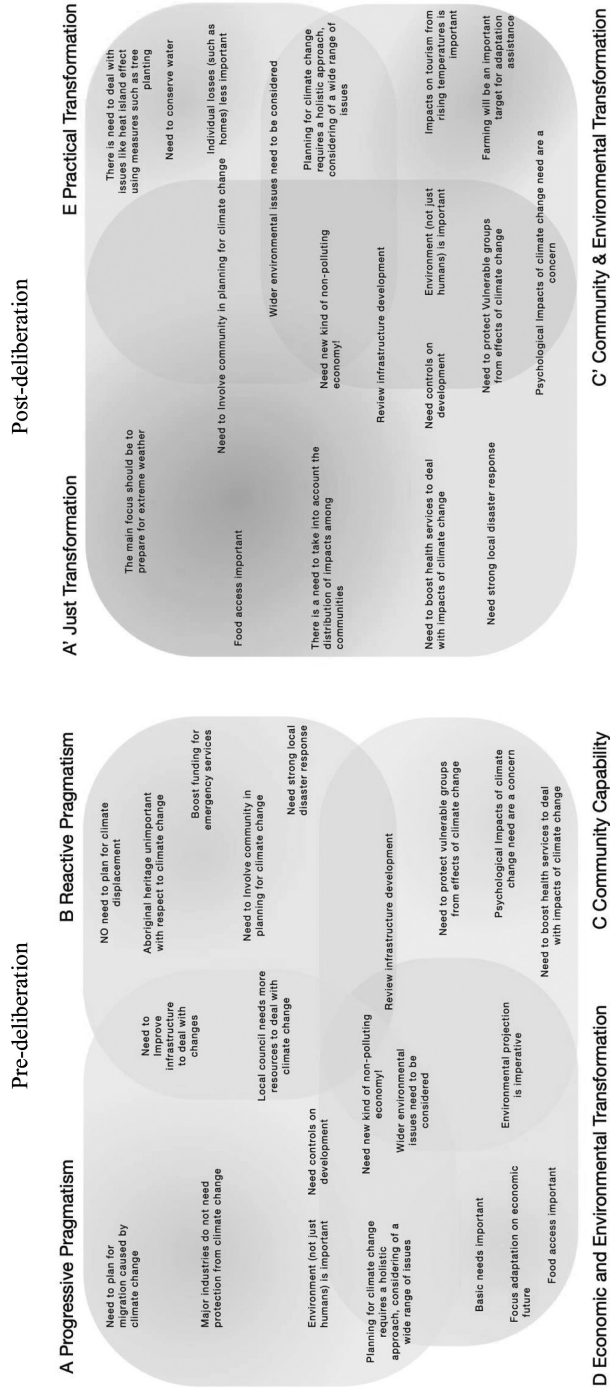 Pre-deliberation
A Progressive Pragmatism
B Reactive Pragmatism
Need to plan for
migration caused by
climate change
Major industries do not need
protection from climate change
Environment (not just
humans) is important
Need controls on
development
Planning for climate change
requires a holistic
approach, considering of a
wide range of issues
Need to
Improve
infrastructure
to deal with
changes
Local council needs more
resources to deal with
climate change
NO need to plan for climate
displacement
Aboriginal heritage unimportant
with respect to climate change
Boost funding for
emergency services
Need to Involve community in
planning for climate change
Need strong local
disaster response
Need new kind of non-polluting
economy!
Wider environmental
issues need to be
considered
Review infrastructure development
Basic needs important
Focus adaptation on economic
future
Food access important
Environmental projection
is imperative
Need to protect vulnerable groups
from effects of climate change
Psychological Impacts of climate
change need are a concern
Need to boost health services to deal
with impacts of climate change
D Economic and Environmental Transformation
C Community Capability
Post-deliberation
A' Just Transformation
E Practical Transformation
The main focus should be to
prepare for extreme weather
Food access important
There is a need to take into account the
distribution of impacts among
communities
Need to boost health services to deal
with impacts of climate change
Need strong local disaster response
There is need to deal with
issues like heat island effect
using measures such as tree
planting
Need to conserve water
Individual losses (such as
homes) less important
Need to Involve community in planning for climate change
Wider environmental issues need to be considered
Planning for climate change
requires a holistic approach,
considering of a wide range of
issues
Need new kind of non-polluting
economy!
Review infrastructure development
Need controls on
development
Environment (not just
humans) is important
Impacts on tourism from
rising temperatures is
important
Need to protect Vulnerable groups
from effects of climate change
Farming will be an important
target for adaptation
assistance
Psychological Impacts of climate change need are a
concern
C' Community & Environmental Transformation